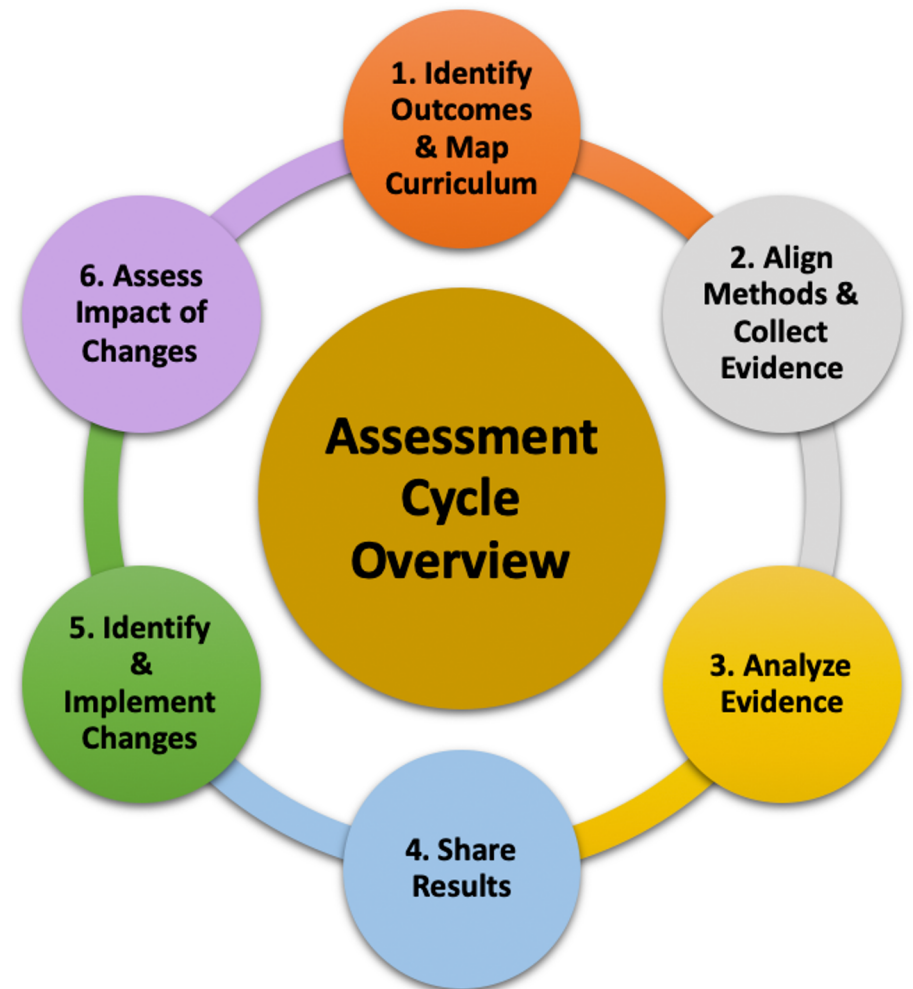 1. Identify
Outcomes
& Map
Curriculum
2. Align
Methods &
Collect
Evidence
3. Analyze
Evidence
4. Share
Results
5. Identify
&
Implement
Changes
6. Assess
Impact of
Changes
Assessment
Cycle
Overview